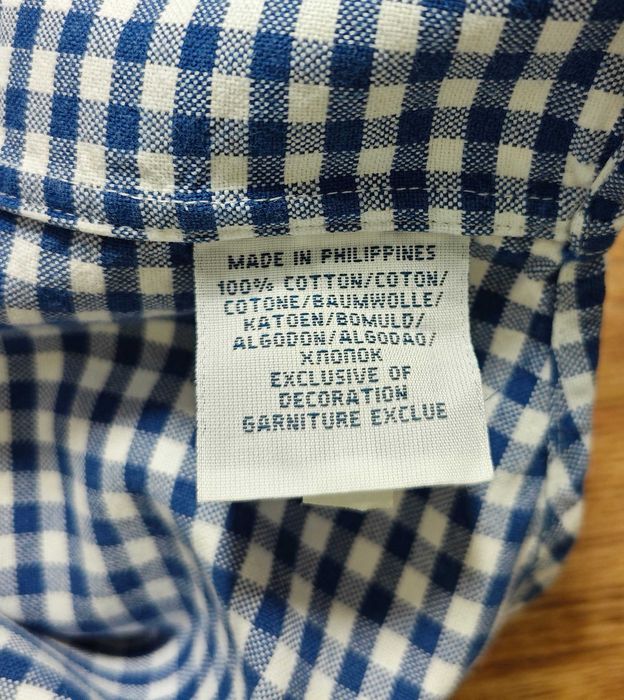 MADE IN PHILIPPINES
100% COTTON/COTON/
COTONE/BAUMWOLLE/
KATOEN/BOMULD/
ALGODON/ALGODAO/
ХЛОПОК
EXCLUSIVE OF
DECORATION
GARNITURE EXCLUE